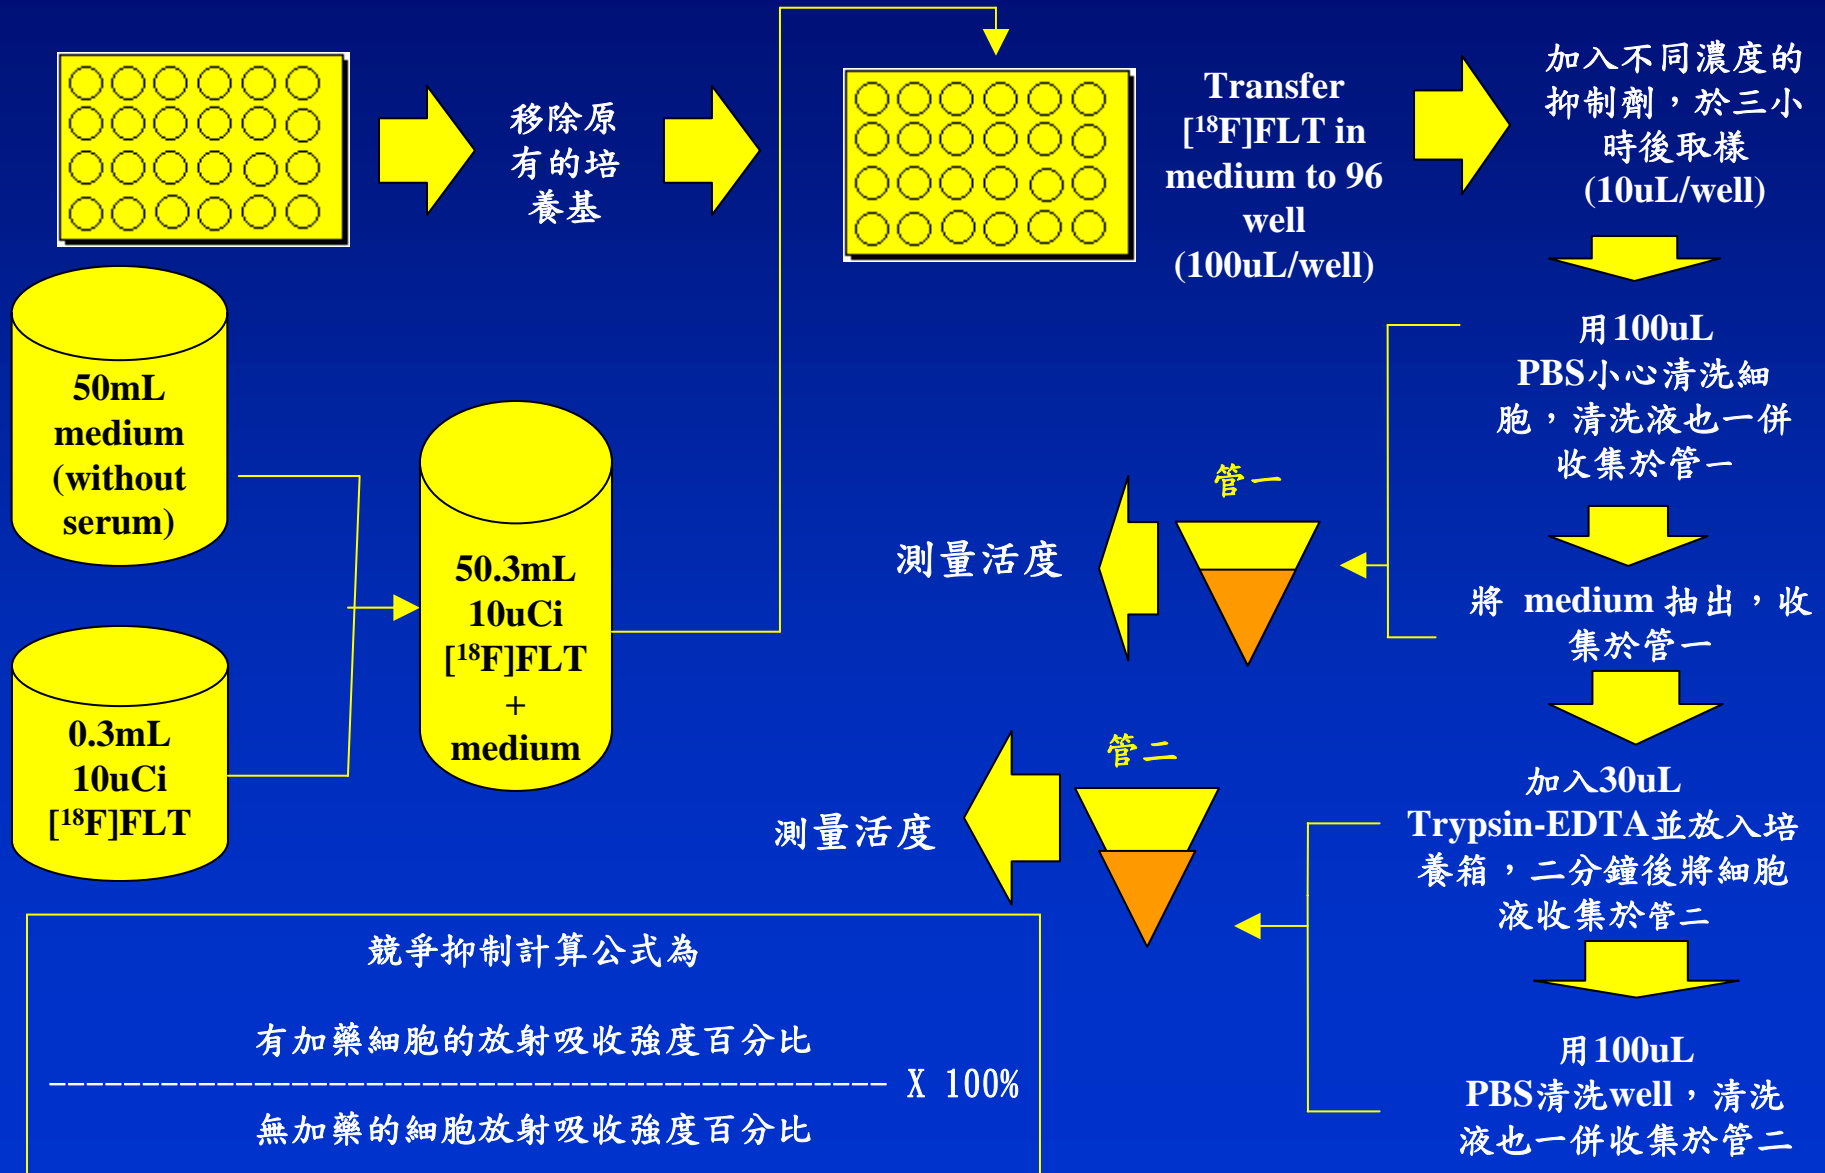 移除原
有的培
養基
Transfer
[¹⁸F]FLT in
medium to 96
well
(100uL/well)
加入不同濃度的
抑制劑，於三小
時後取樣
(10uL/well)
50mL
medium
(without
serum)
0.3mL
10uCi
[¹⁸F]FLT
50.3mL
10uCi
[¹⁸F]FLT
+
medium
用100uL
PBS小心清洗細
胞，清洗液也一併
收集於管一
管一
測量活度
將 medium 抽出，收
集於管一
加入30uL
Trypsin-EDTA並放入培
養箱，二分鐘後將細胞
液收集於管二
管二
測量活度
用100uL
PBS清洗well，清洗
液也一併收集於管二
競爭抑制計算公式為
有加藥細胞的放射吸收強度百分比
---------------------------------------------- X 100%
無加藥的細胞放射吸收強度百分比